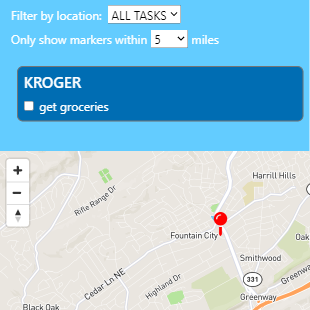 Filter by location: ALL TASKS
Only show markers within 5 miles
KROGER
get groceries
Harrill Hills
Rifle Range Dr
Fountain City
Oak
Smithwood
Cedar Ln NE
Highland Dr
331
Greenway
Greenway
Black Oak